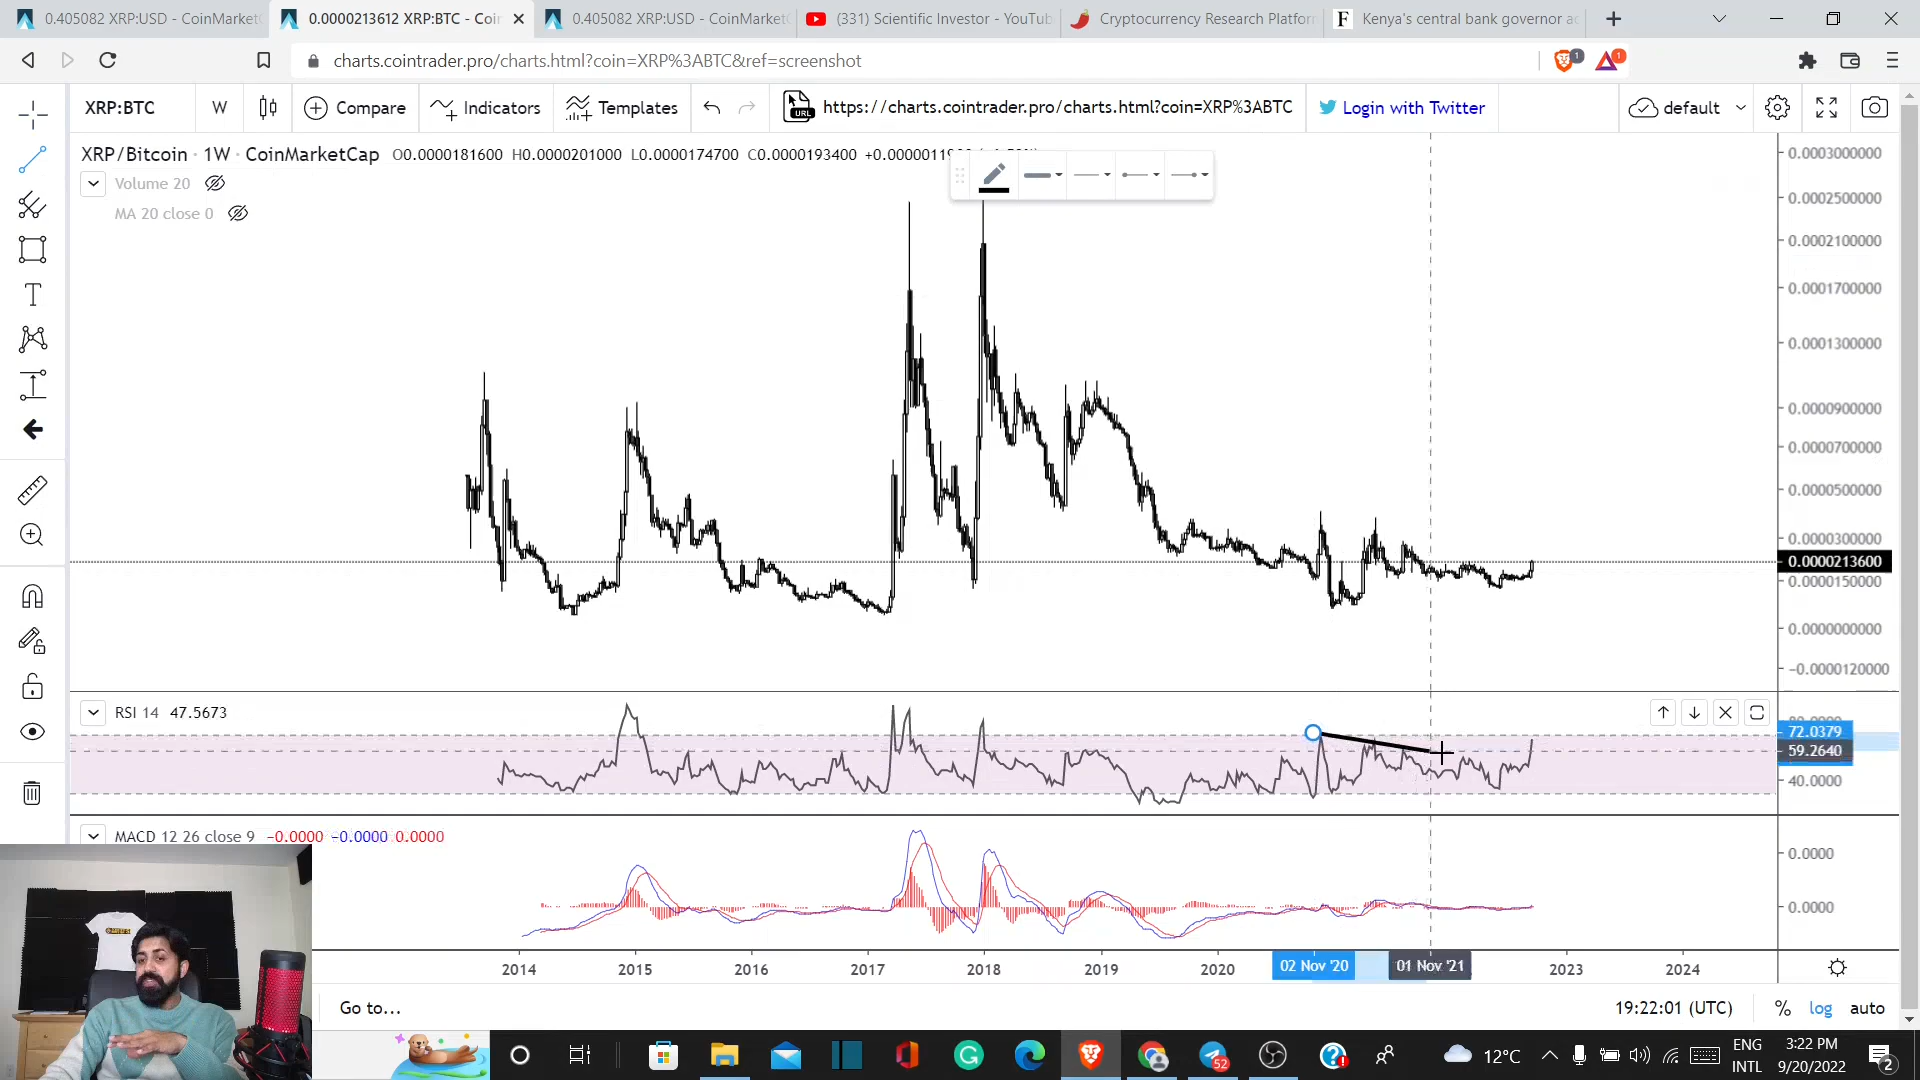 0.405082 XRP:USD - CoinMarket
0.0000213612 XRP:BTC - Coi
0.405082 XRP:USD - CoinMarket
(331) Scientific Investor - YouTub
Cryptocurrency Research Platfor
Kenya's central bank governor a
charts.cointrader.pro/charts.html?coin=XRP%3ABTC&ref=screenshot
1
1
XRP:BTC
W
Compare
Indicators
Templates
URL
https://charts.cointrader.pro/charts.html?coin=XRP%3ABTC
Login with Twitter
default
XRP/Bitcoin · 1W · CoinMarketCap O0.0000181600 H0.0000201000 L0.0000174700 C0.0000193400
Volume 20
MA 20 close 0
0.0003000000
0.0002500000
0.0002100000
0.0001700000
0.0001300000
0.0000900000
0.0000700000
0.0000500000
0.0000300000
0.0000213600
0.0000150000
0.0000000000
-0.0000120000
RSI 14 47.5673
72.0379
59.2640
40.0000
MACD 12 26 close 9 -0.0000 -0.0000 0.0000
0.0000
0.0000
2014 2015 2016 2017 2018 2019 2020 02 Nov '20 01 Nov '21 2023 2024
Go to...
19:22:01 (UTC)
%
log
auto
52
12°C
ENG
INTL
3:22 PM
9/20/2022
2